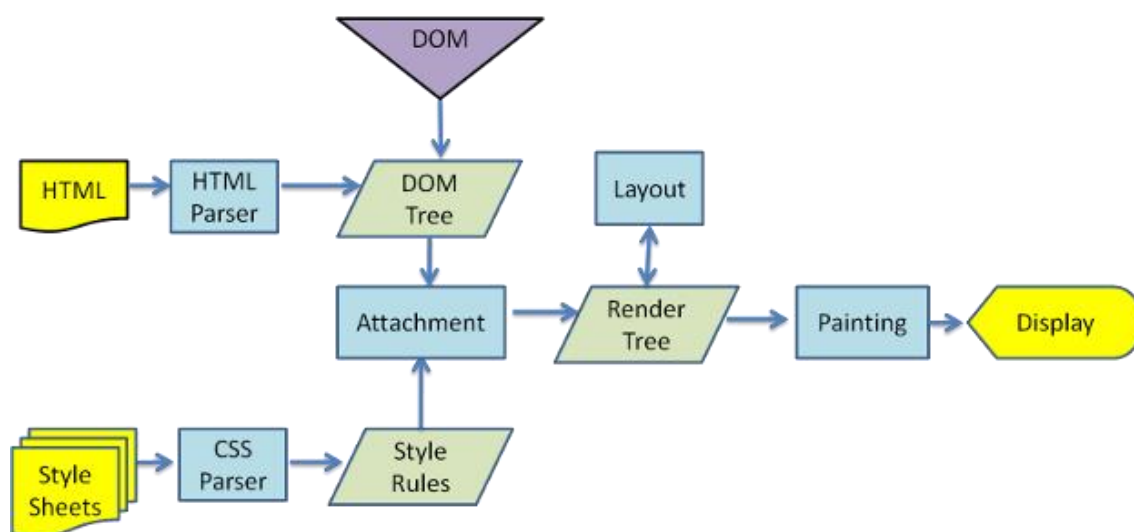 DOM
HTML
HTML
Parser
DOM
Tree
Layout
Attachment
Render
Tree
Painting
Display
Style
Sheets
CSS
Parser
Style
Rules